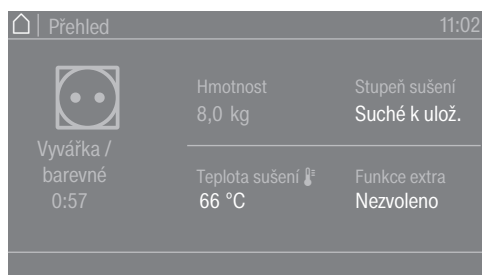 Přehled 11:02
Hmotnost Stupeň sušení
8,0 kg Suché k ulož.
Vyvářka /
barevné
0:57
Teplota sušení Funkce extra
66 °C Nezvoleno